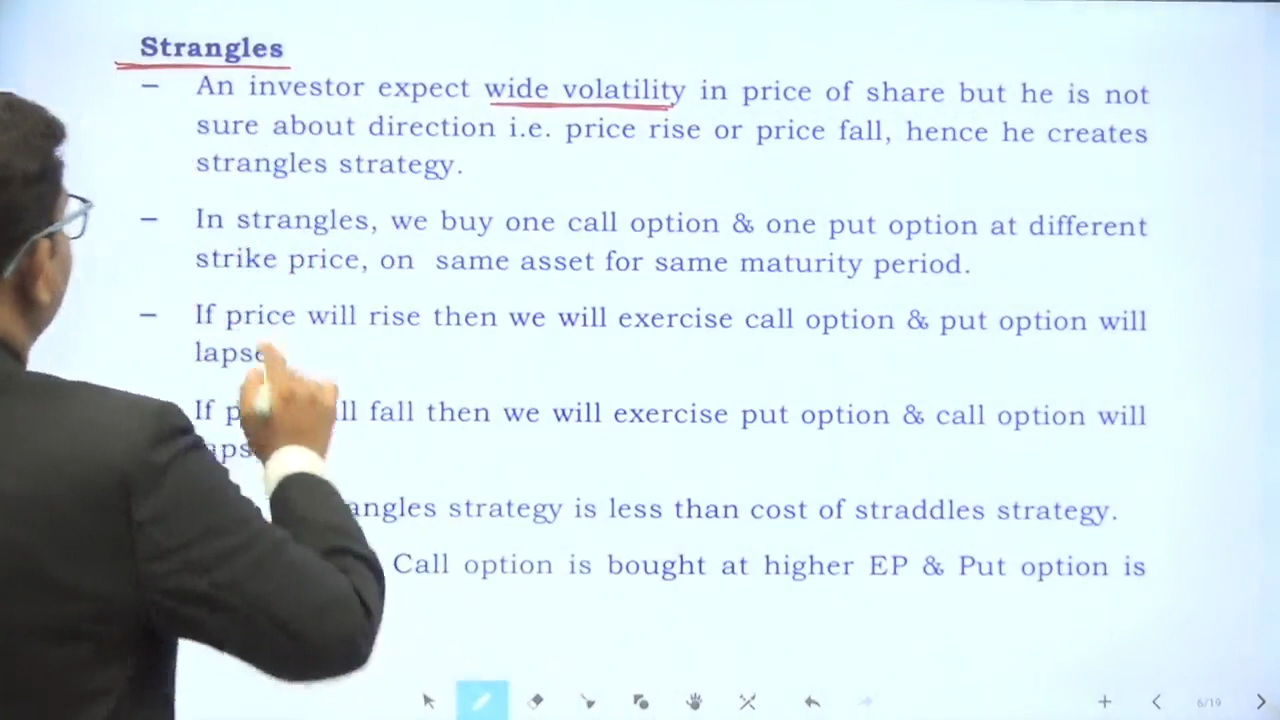 Strangles
– An investor expect wide volatility in price of share but he is not
sure about direction i.e. price rise or price fall, hence he creates
strangles strategy.
– In strangles, we buy one call option & one put option at different
strike price, on same asset for same maturity period.
– If price will rise then we will exercise call option & put option will
lapse
If fall then we will exercise put option & call option will
strategy is less than cost of straddles strategy.
Call option is bought at higher EP & Put option is
6/19